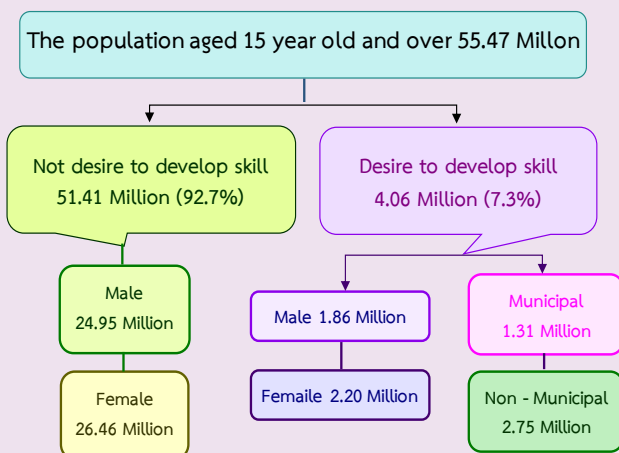 The population aged 15 year old and over 55.47 Millon
Not desire to develop skill
51.41 Million (92.7%)
Desire to develop skill
4.06 Million (7.3%)
Male
24.95 Million
Female
26.46 Million
Male 1.86 Million
Femaile 2.20 Million
Municipal
1.31 Million
Non - Municipal
2.75 Million